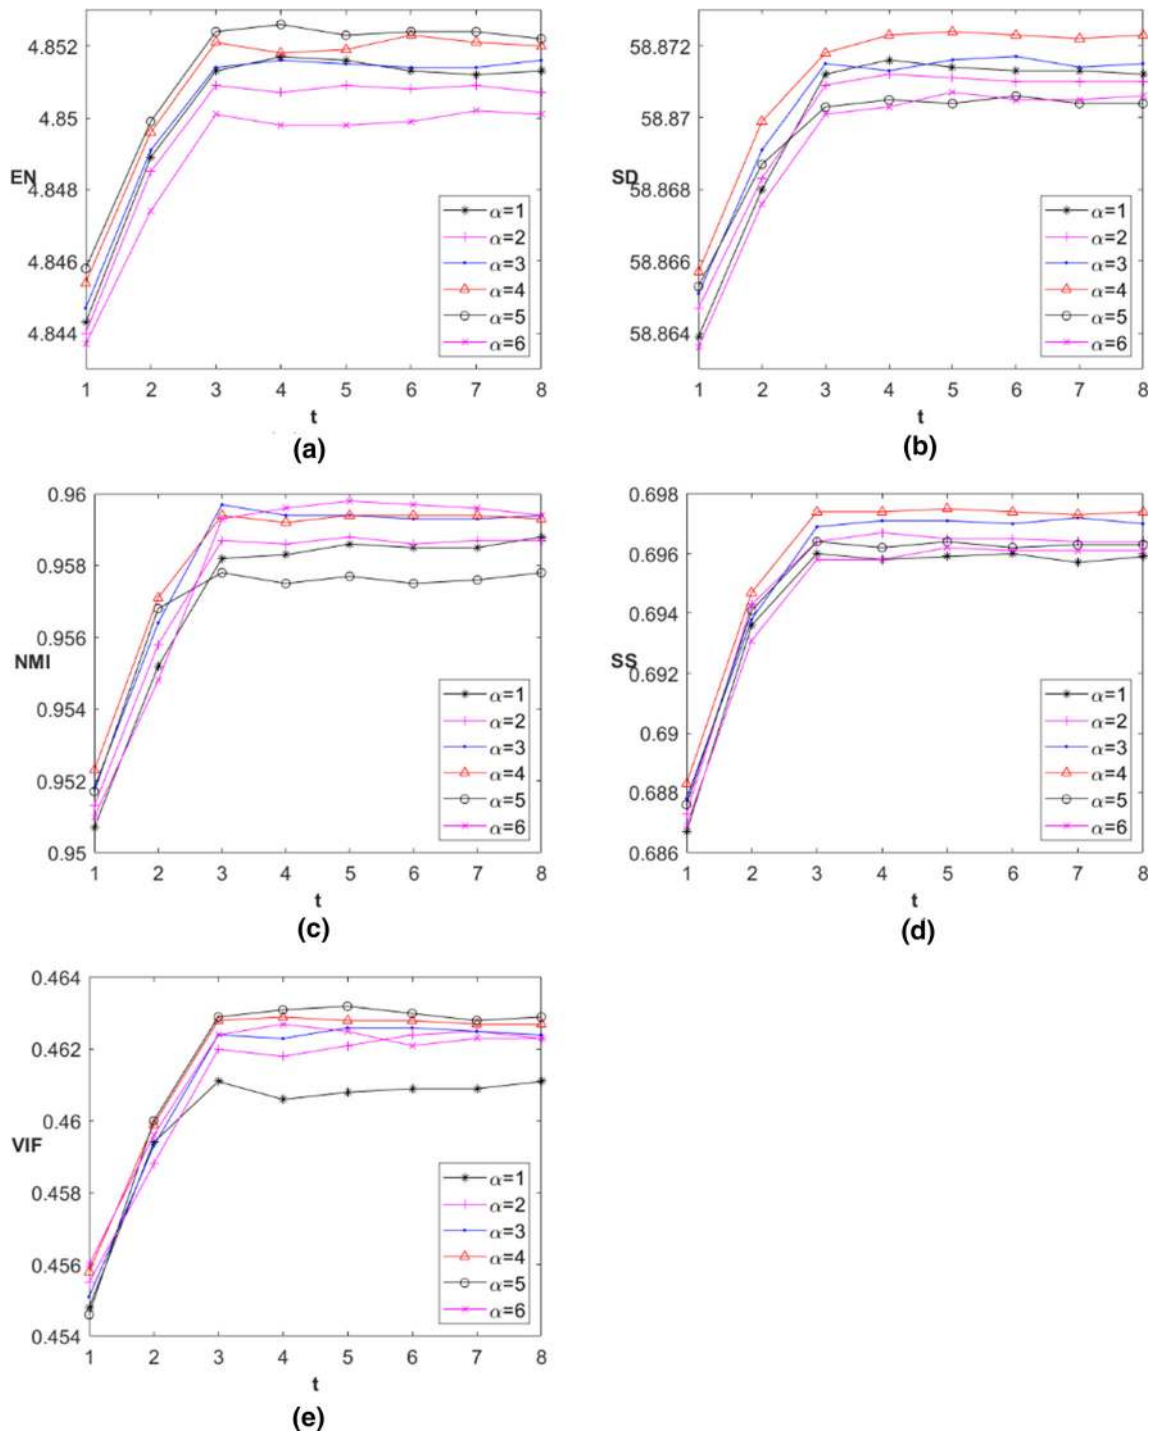 4.852
4.85
EN
4.848
4.846
4.844
1 2 3 4 5 6 7 8
t
α=1
α=2
α=3
α=4
α=5
α=6
(a)
58.872
58.87
SD
58.868
58.866
58.864
1 2 3 4 5 6 7 8
t
α=1
α=2
α=3
α=4
α=5
α=6
(b)
0.96
0.958
0.956
NMI
0.954
0.952
0.95
1 2 3 4 5 6 7 8
t
α=1
α=2
α=3
α=4
α=5
α=6
(c)
0.698
0.696
0.694
SS
0.692
0.69
0.688
0.686
1 2 3 4 5 6 7 8
t
α=1
α=2
α=3
α=4
α=5
α=6
(d)
0.464
0.462
0.46
VIF
0.458
0.456
0.454
1 2 3 4 5 6 7 8
t
α=1
α=2
α=3
α=4
α=5
α=6
(e)